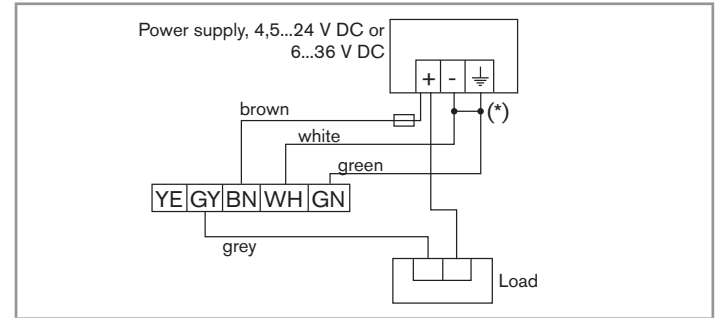 Power supply, 4,5...24 V DC or
6...36 V DC
+ - ⏚
brown
(*)
white
green
YE GY BN WH GN
grey
Load